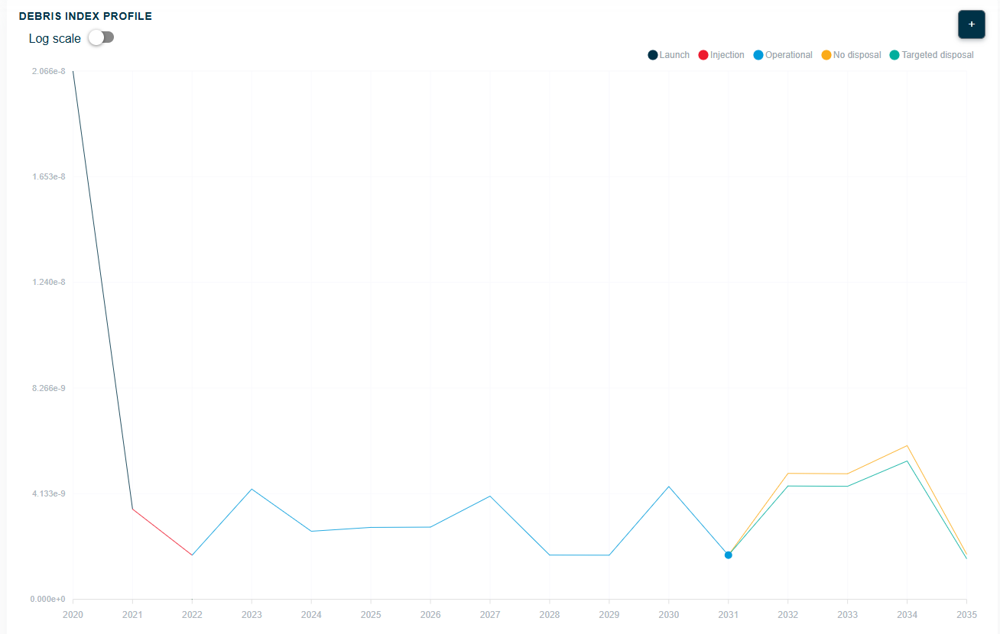 DEBRIS INDEX PROFILE
+
Log scale
Launch Injection Operational No disposal Targeted disposal
2.066e-8
1.653e-8
1.240e-8
8.266e-9
4.133e-9
0.000e+0
2020 2021 2022 2023 2024 2025 2026 2027 2028 2029 2030 2031 2032 2033 2034 2035